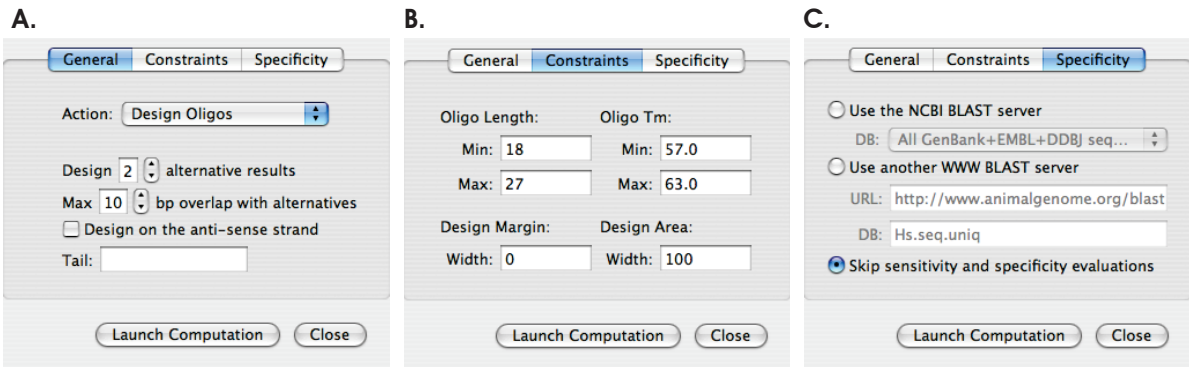 A.
General Constraints Specificity
Action: Design Oligos
Design 2 alternative results
Max 10 bp overlap with alternatives
Design on the anti-sense strand
Tail:
Launch Computation Close
B.
General Constraints Specificity
Oligo Length: Oligo Tm:
Min: 18 Min: 57.0
Max: 27 Max: 63.0
Design Margin: Design Area:
Width: 0 Width: 100
Launch Computation Close
C.
General Constraints Specificity
Use the NCBI BLAST server
DB: All GenBank+EMBL+DDBJ seq...
Use another WWW BLAST server
URL: http://www.animalgenome.org/blast
DB: Hs.seq.uniq
Skip sensitivity and specificity evaluations
Launch Computation Close